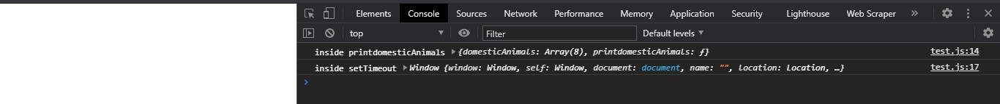 Elements Console Sources Network Performance Memory Application Security Lighthouse Web Scraper »
top ▼ Filter Default levels ▼
inside printdomesticAnimals ▶{domesticAnimals: Array(8), printdomesticAnimals: ƒ} test.js:14
inside setTimeout ▶Window {window: Window, self: Window, document: document, name: "", location: Location, …} test.js:17
>